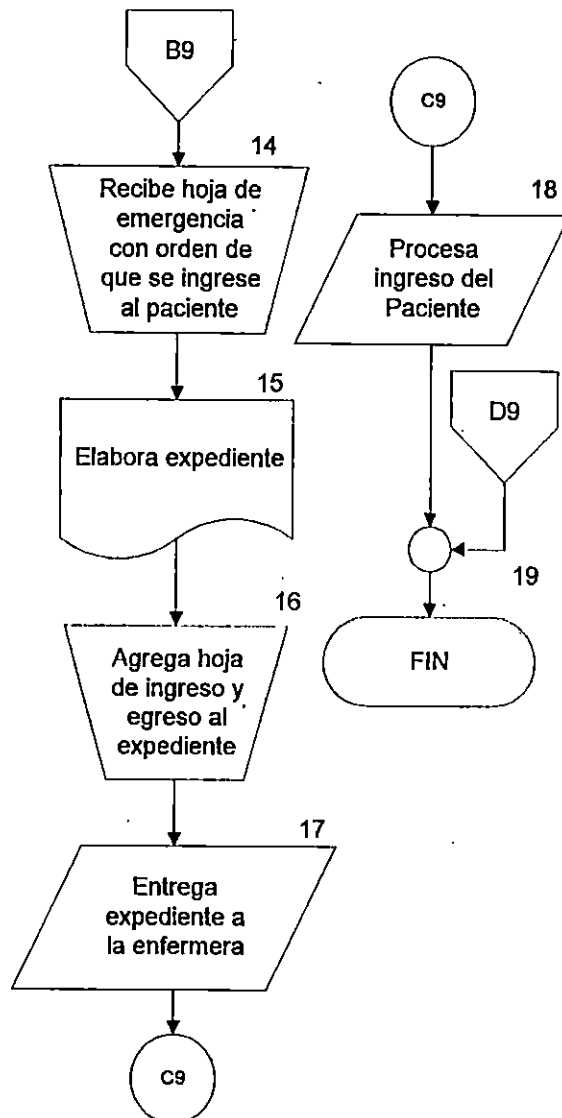 B9
14
Recibe hoja de
emergencia
con orden de
que se ingrese
al paciente
15
Elabora expediente
16
Agrega hoja
de ingreso y
egreso al
expediente
17
Entrega
expediente a
la enfermera
C9
C9
18
Procesa
ingreso del
Paciente
D9
19
FIN